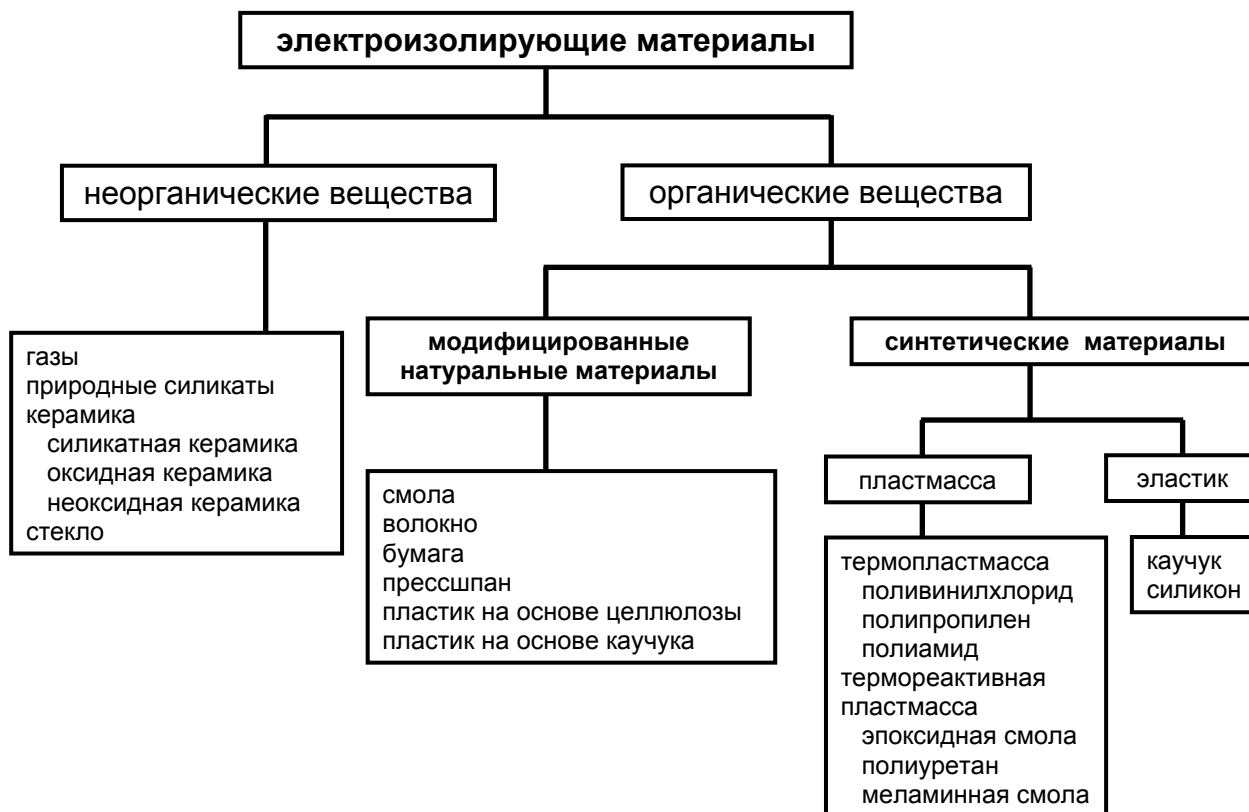 электроизолирующие материалы
неорганические вещества
органические вещества
газы
природные силикаты
керамика
силикатная керамика
оксидная керамика
неоксидная керамика
стекло
модифицированные
натуральные материалы
смола
волокно
бумага
прессшпан
пластик на основе целлюлозы
пластик на основе каучука
синтетические материалы
пластмасса
термопластмасса
поливинилхлорид
полипропилен
полиамид
термореактивная
пластмасса
эпоксидная смола
полиуретан
меламинная смола
эластик
каучук
силикон